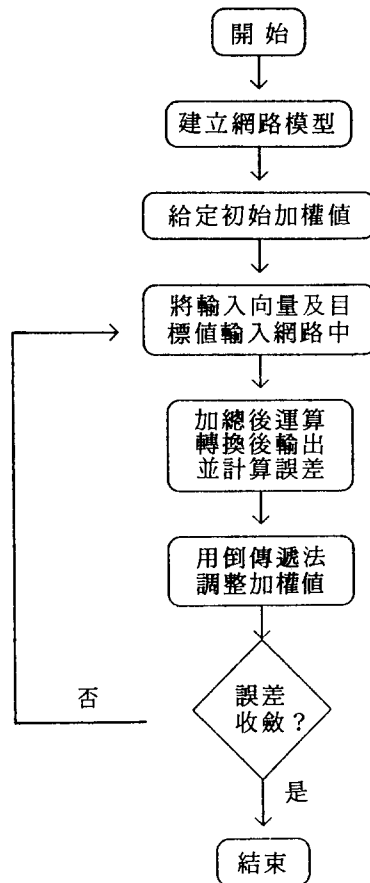 開始
建立網路模型
給定初始加權值
將輸入向量及目
標值輸入網路中
加總後運算
轉換後輸出
並計算誤差
用倒傳遞法
調整加權值
誤差
收斂？
否
是
結束